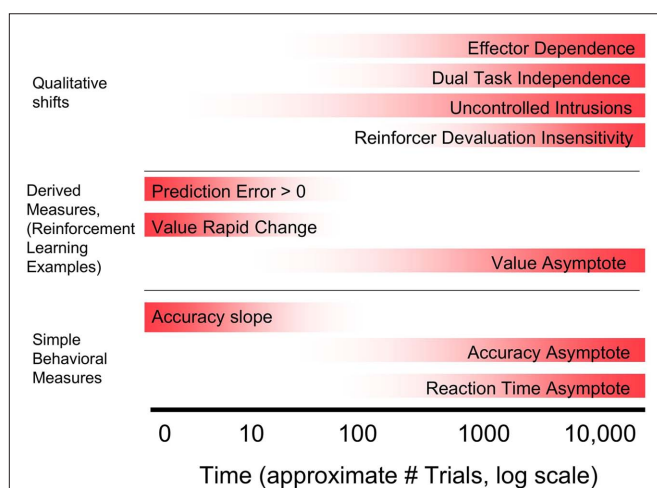 Qualitative
shifts
Effector Dependence
Dual Task Independence
Uncontrolled Intrusions
Reinforcer Devaluation Insensitivity
Derived
Measures,
(Reinforcement
Learning
Examples)
Prediction Error > 0
Value Rapid Change
Value Asymptote
Simple
Behavioral
Measures
Accuracy slope
Accuracy Asymptote
Reaction Time Asymptote
0 10 100 1000 10,000
Time (approximate # Trials, log scale)